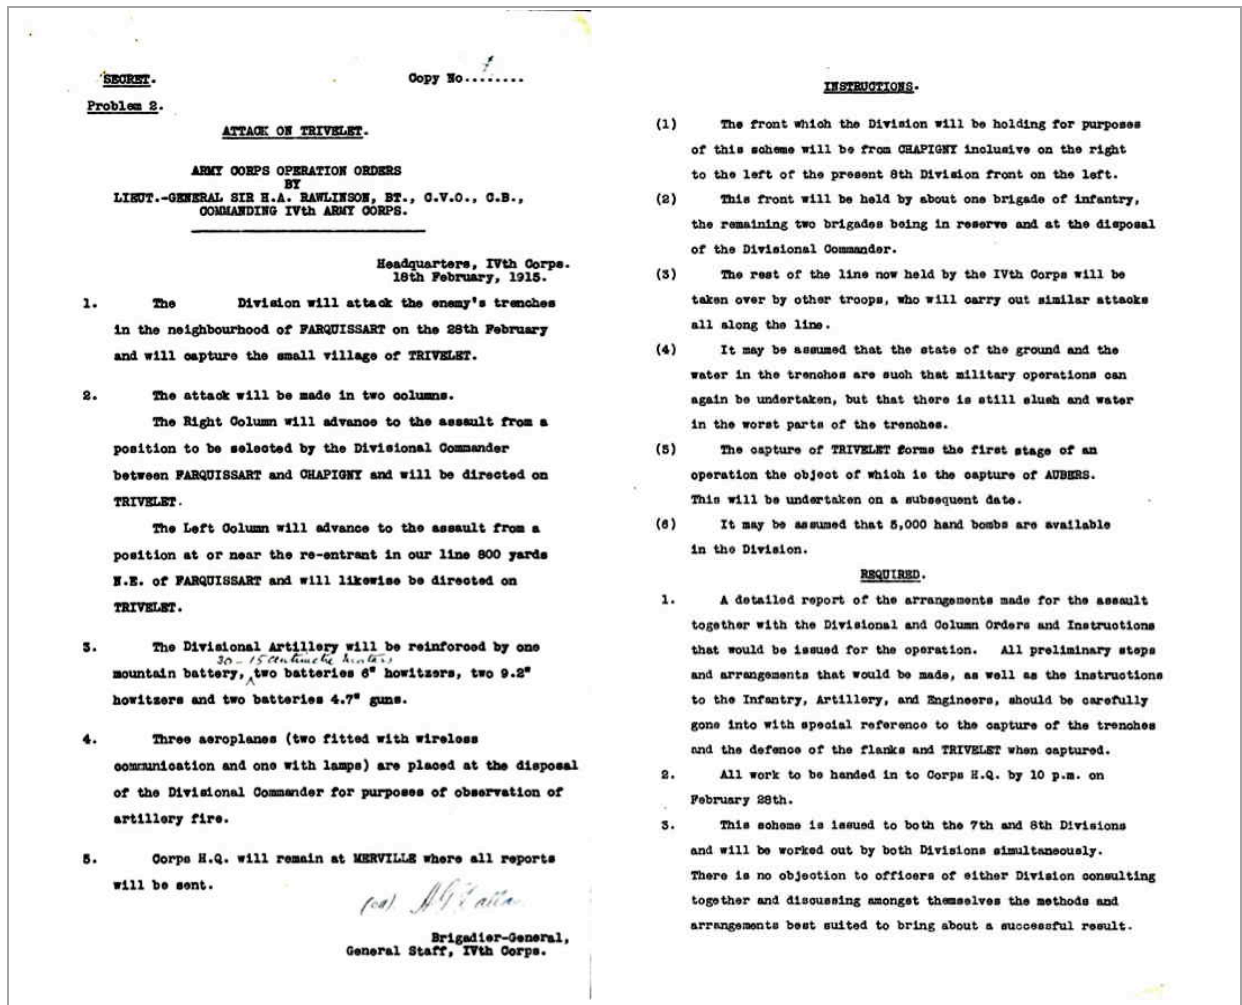 SECRET.
Copy No........
Problem 2.
ATTACK ON TRIVELET.
ARMY CORPS OPERATION ORDERS
BY
LIEUT.-GENERAL SIR H.A. RAWLINSON, BT., C.V.O., C.B.,
COMMANDING IVth ARMY CORPS.
Headquarters, IVth Corps.
18th February, 1915.
1. The Division will attack the enemy's trenches
in the neighbourhood of FARQUISSART on the 28th February
and will capture the small village of TRIVELET.
2. The attack will be made in two columns.
The Right Column will advance to the assault from a
position to be selected by the Divisional Commander
between FARQUISSART and CHAPIGNY and will be directed on
TRIVELET.
The Left Column will advance to the assault from a
position at or near the re-entrant in our line 800 yards
N.E. of FARQUISSART and will likewise be directed on
TRIVELET.
3. The Divisional Artillery will be reinforced by one
30 - 15 centimetre
mountain battery, two batteries 6" howitzers, two 9.2"
howitzers and two batteries 4.7" guns.
4. Three aeroplanes (two fitted with wireless
communication and one with lamps) are placed at the disposal
of the Divisional Commander for purposes of observation of
artillery fire.
5. Corps H.Q. will remain at MERVILLE where all reports
will be sent.
Brigadier-General,
General Staff, IVth Corps.
INSTRUCTIONS.
(1) The front which the Division will be holding for purposes
of this scheme will be from CHAPIGNY inclusive on the right
to the left of the present 8th Division front on the left.
(2) This front will be held by about one brigade of infantry,
the remaining two brigades being in reserve and at the disposal
of the Divisional Commander.
(3) The rest of the line now held by the IVth Corps will be
taken over by other troops, who will carry out similar attacks
all along the line.
(4) It may be assumed that the state of the ground and the
water in the trenches are such that military operations can
again be undertaken, but that there is still slush and water
in the worst parts of the trenches.
(5) The capture of TRIVELET forms the first stage of an
operation the object of which is the capture of AUBERS.
This will be undertaken on a subsequent date.
(6) It may be assumed that 5,000 hand bombs are available
in the Division.
REQUIRED.
1. A detailed report of the arrangements made for the assault
together with the Divisional and Column Orders and Instructions
that would be issued for the operation. All preliminary steps
and arrangements that would be made, as well as the instructions
to the Infantry, Artillery, and Engineers, should be carefully
gone into with special reference to the capture of the trenches
and the defence of the flanks and TRIVELET when captured.
2. All work to be handed in to Corps H.Q. by 10 p.m. on
February 28th.
3. This scheme is issued to both the 7th and 8th Divisions
and will be worked out by both Divisions simultaneously.
There is no objection to officers of either Division consulting
together and discussing amongst themselves the methods and
arrangements best suited to bring about a successful result.